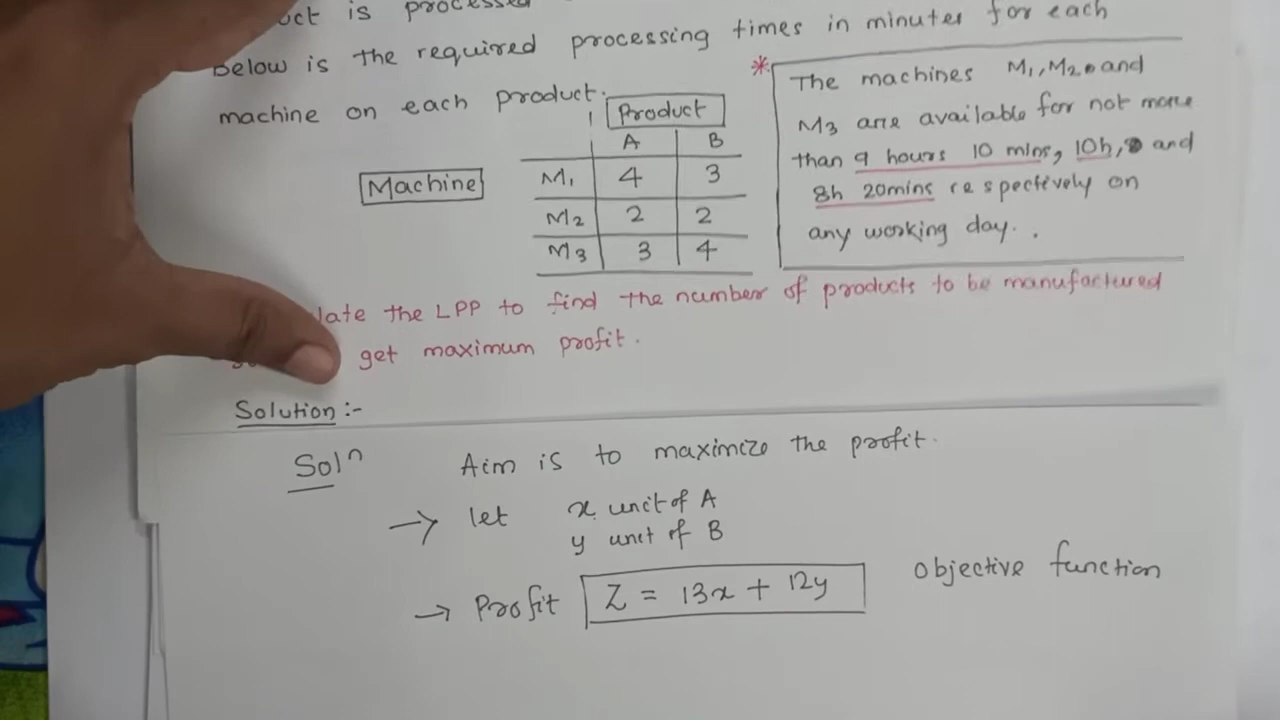 is processed
Below is the required processing times in minutes for each
machine on each product.
Product
A B
Machine
M1 4 3
M2 2 2
M3 3 4
* The machines M1, M2 and
M3 are available for not more
than 9 hours 10 mins, 10h, and
8h 20mins respectively on
any working day.
the LPP to find the number of products to be manufactured
get maximum profit.
Solution :-
Soln Aim is to maximize the profit.
→ let x unit of A
y unit of B
→ Profit Z = 13x + 12y objective function